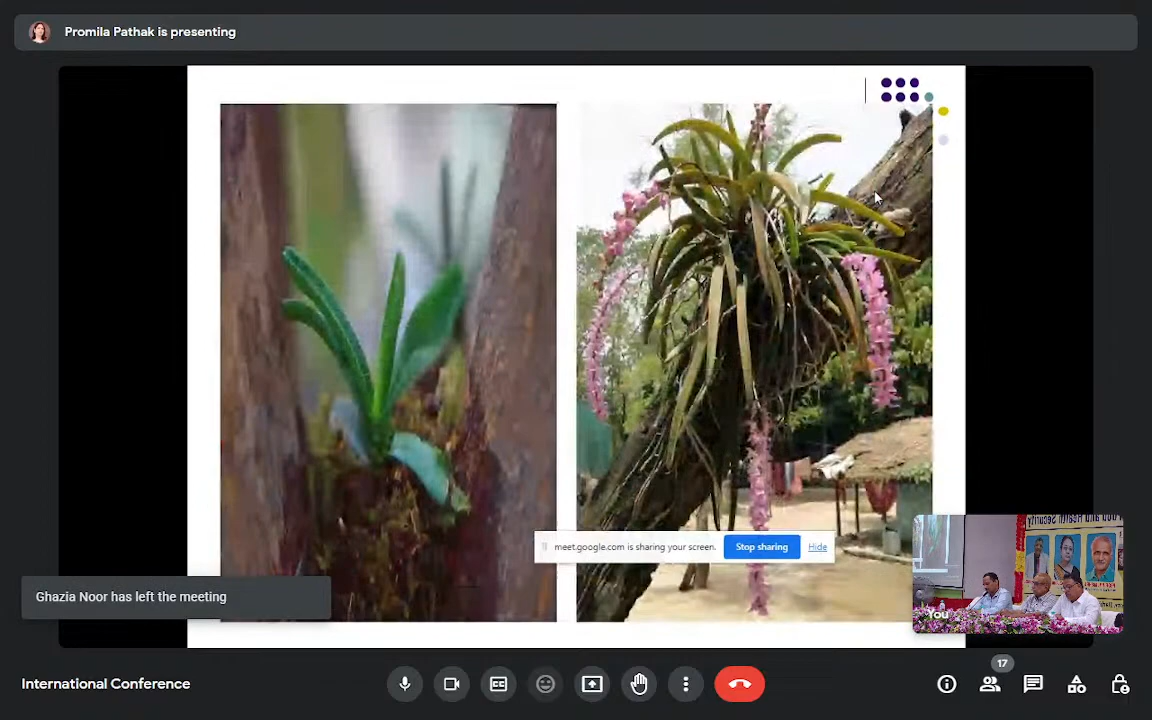 Promila Pathak is presenting
meet.google.com is sharing your screen. Stop sharing Hide
Ghazia Noor has left the meeting
You
International Conference
17